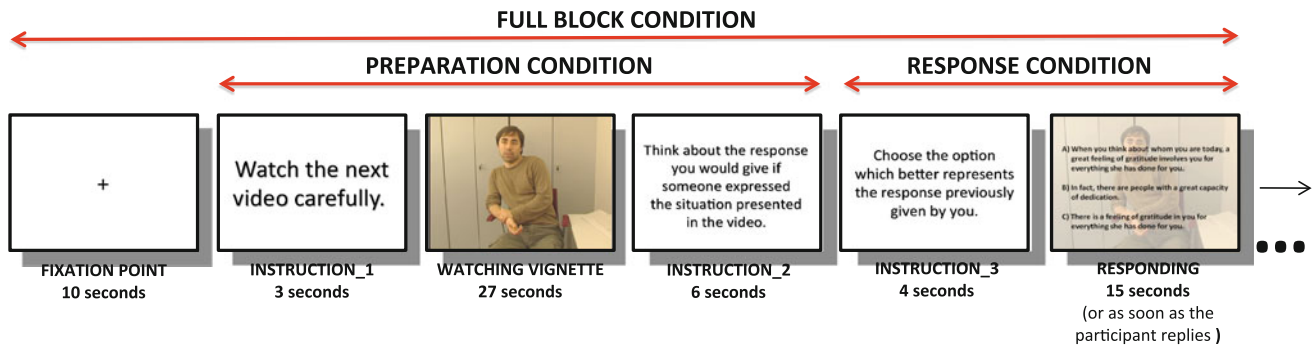 FULL BLOCK CONDITION
PREPARATION CONDITION
RESPONSE CONDITION
+
Watch the next
video carefully.
Think about the response
you would give if
someone expressed
the situation presented
in the video.
Choose the option
which better represents
the response previously
given by you.
A) When you think about whom you are today, a
great feeling of gratitude involves you for
everything she has done for you.
B) In fact, there are people with a great capacity
of dedication.
C) There is a feeling of gratitude in you for
everything she has done for you.
FIXATION POINT
10 seconds
INSTRUCTION_1
3 seconds
WATCHING VIGNETTE
27 seconds
INSTRUCTION_2
6 seconds
INSTRUCTION_3
4 seconds
RESPONDING
15 seconds
(or as soon as the
participant replies )